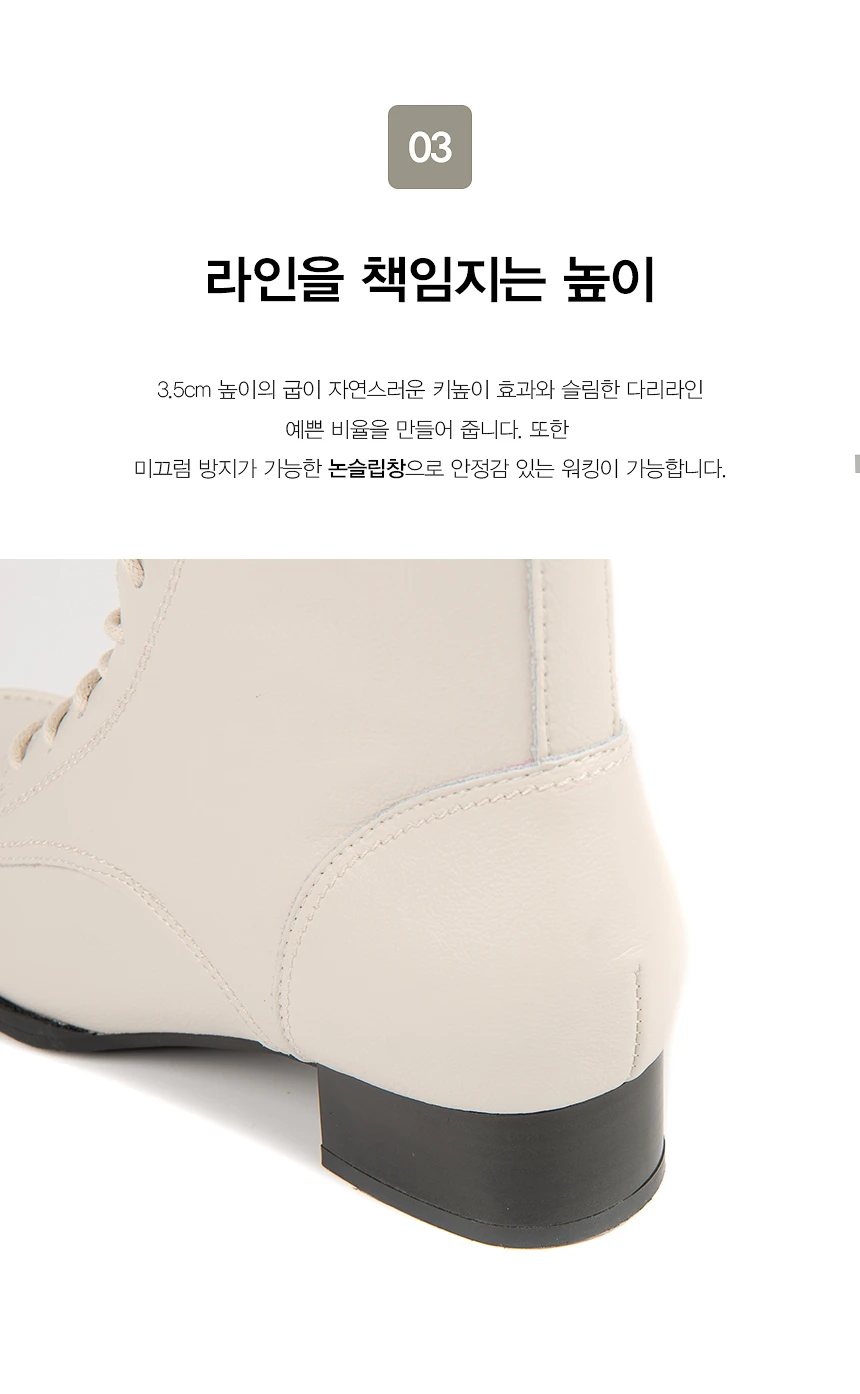 03
라인을 책임지는 높이
3.5cm 높이의 굽이 자연스러운 키높이 효과와 슬림한 다리라인
예쁜 비율을 만들어 줍니다. 또한
미끄럼 방지가 가능한 논슬립창으로 안정감 있는 워킹이 가능합니다.